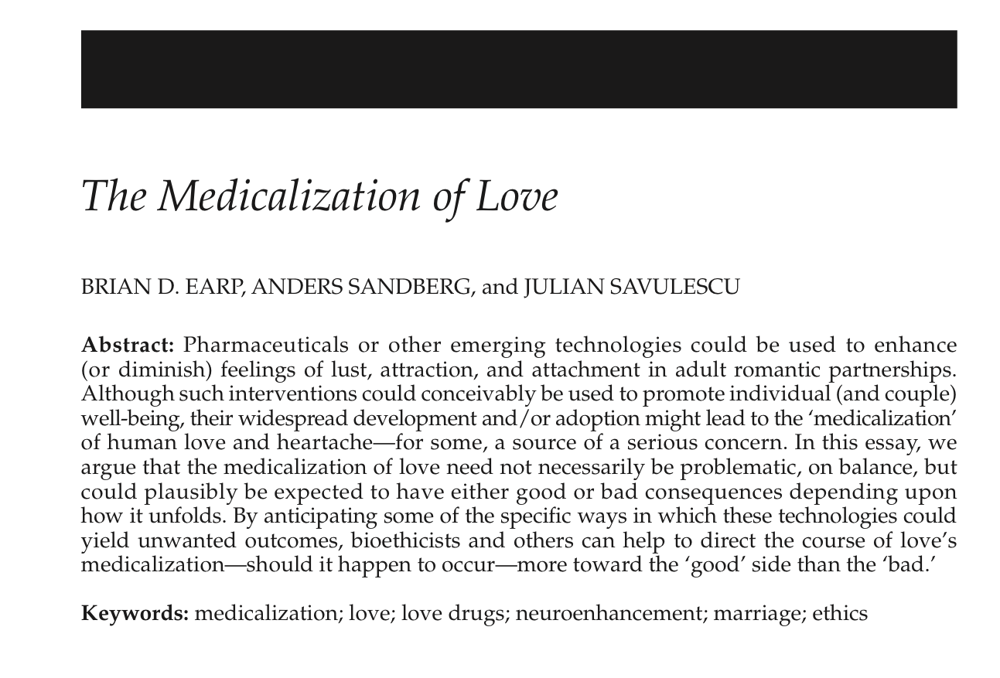 The Medicalization of Love
BRIAN D. EARP, ANDERS SANDBERG, and JULIAN SAVULESCU
Abstract: Pharmaceuticals or other emerging technologies could be used to enhance
(or diminish) feelings of lust, attraction, and attachment in adult romantic partnerships.
Although such interventions could conceivably be used to promote individual (and couple)
well-being, their widespread development and/or adoption might lead to the ‘medicalization’
of human love and heartache—for some, a source of a serious concern. In this essay, we
argue that the medicalization of love need not necessarily be problematic, on balance, but
could plausibly be expected to have either good or bad consequences depending upon
how it unfolds. By anticipating some of the specific ways in which these technologies could
yield unwanted outcomes, bioethicists and others can help to direct the course of love’s
medicalization—should it happen to occur—more toward the ‘good’ side than the ‘bad.’
Keywords: medicalization; love; love drugs; neuroenhancement; marriage; ethics